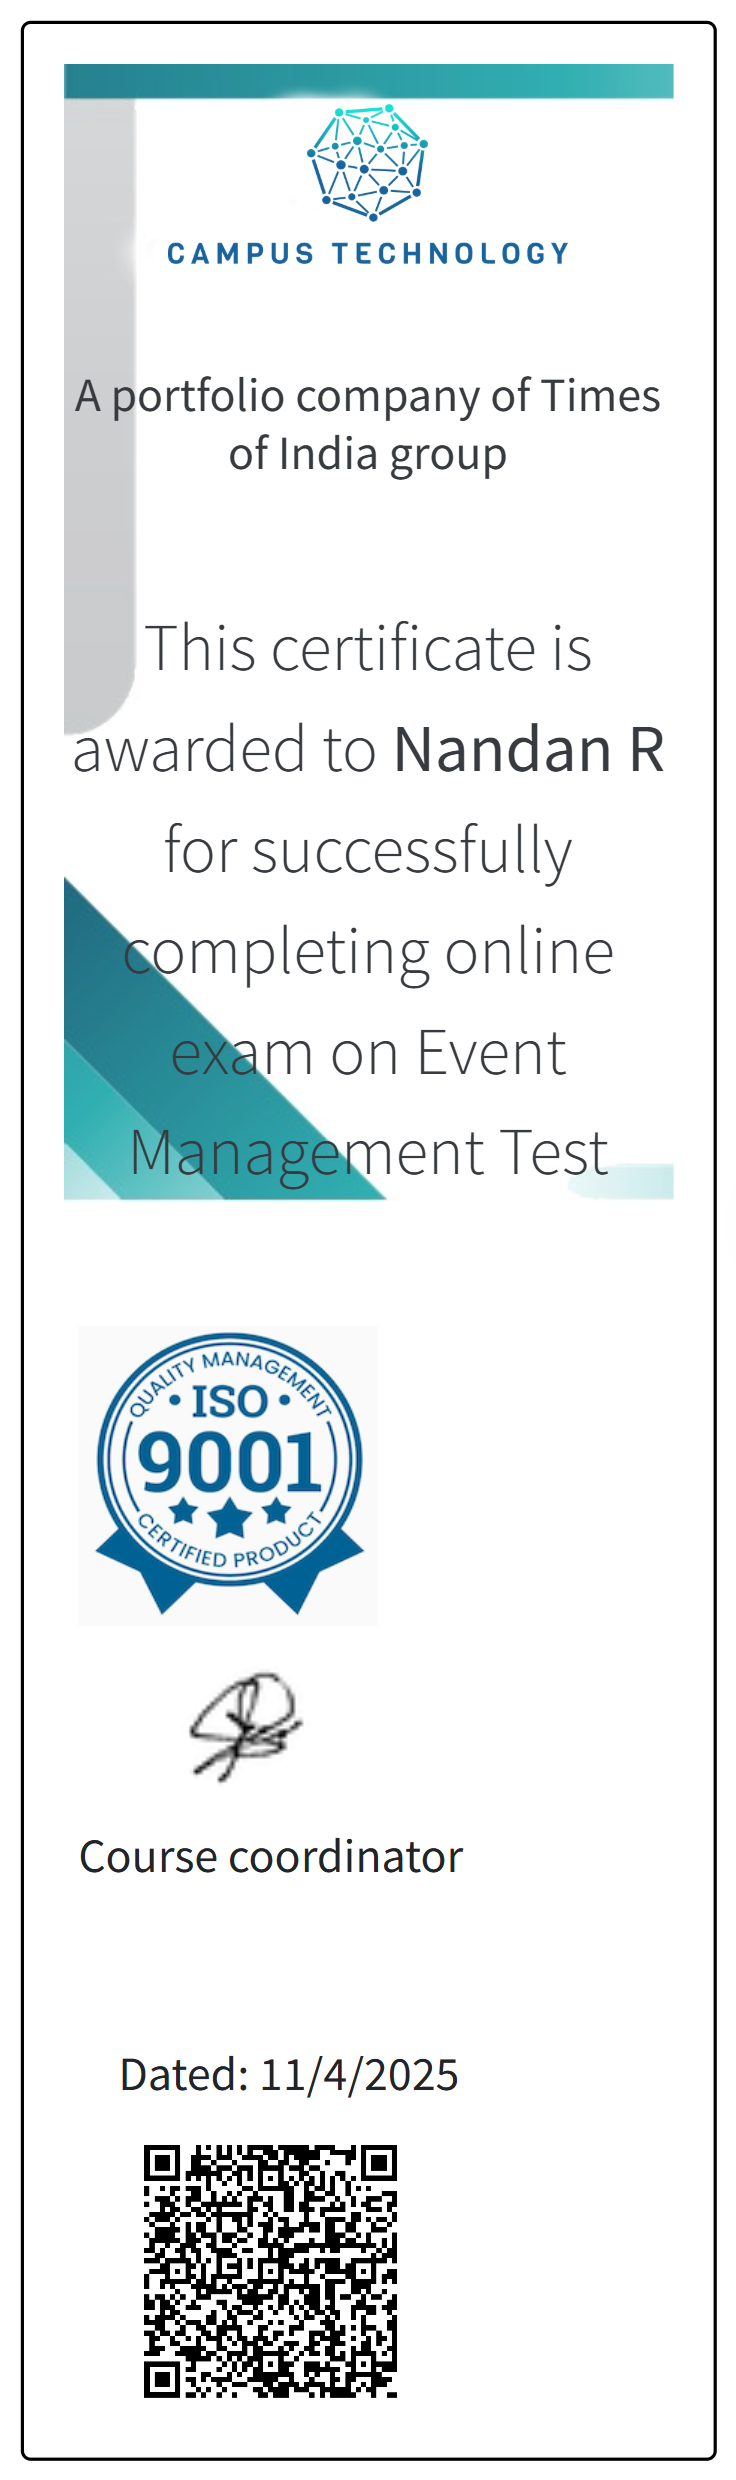 CAMPUS TECHNOLOGY
A portfolio company of Times
of India group
This certificate is
awarded to Nandan R
for successfully
completing online
exam on Event
Management Test
QUALITY MANAGEMENT
• ISO •
9001
CERTIFIED PRODUCT
Course coordinator
Dated: 11/4/2025